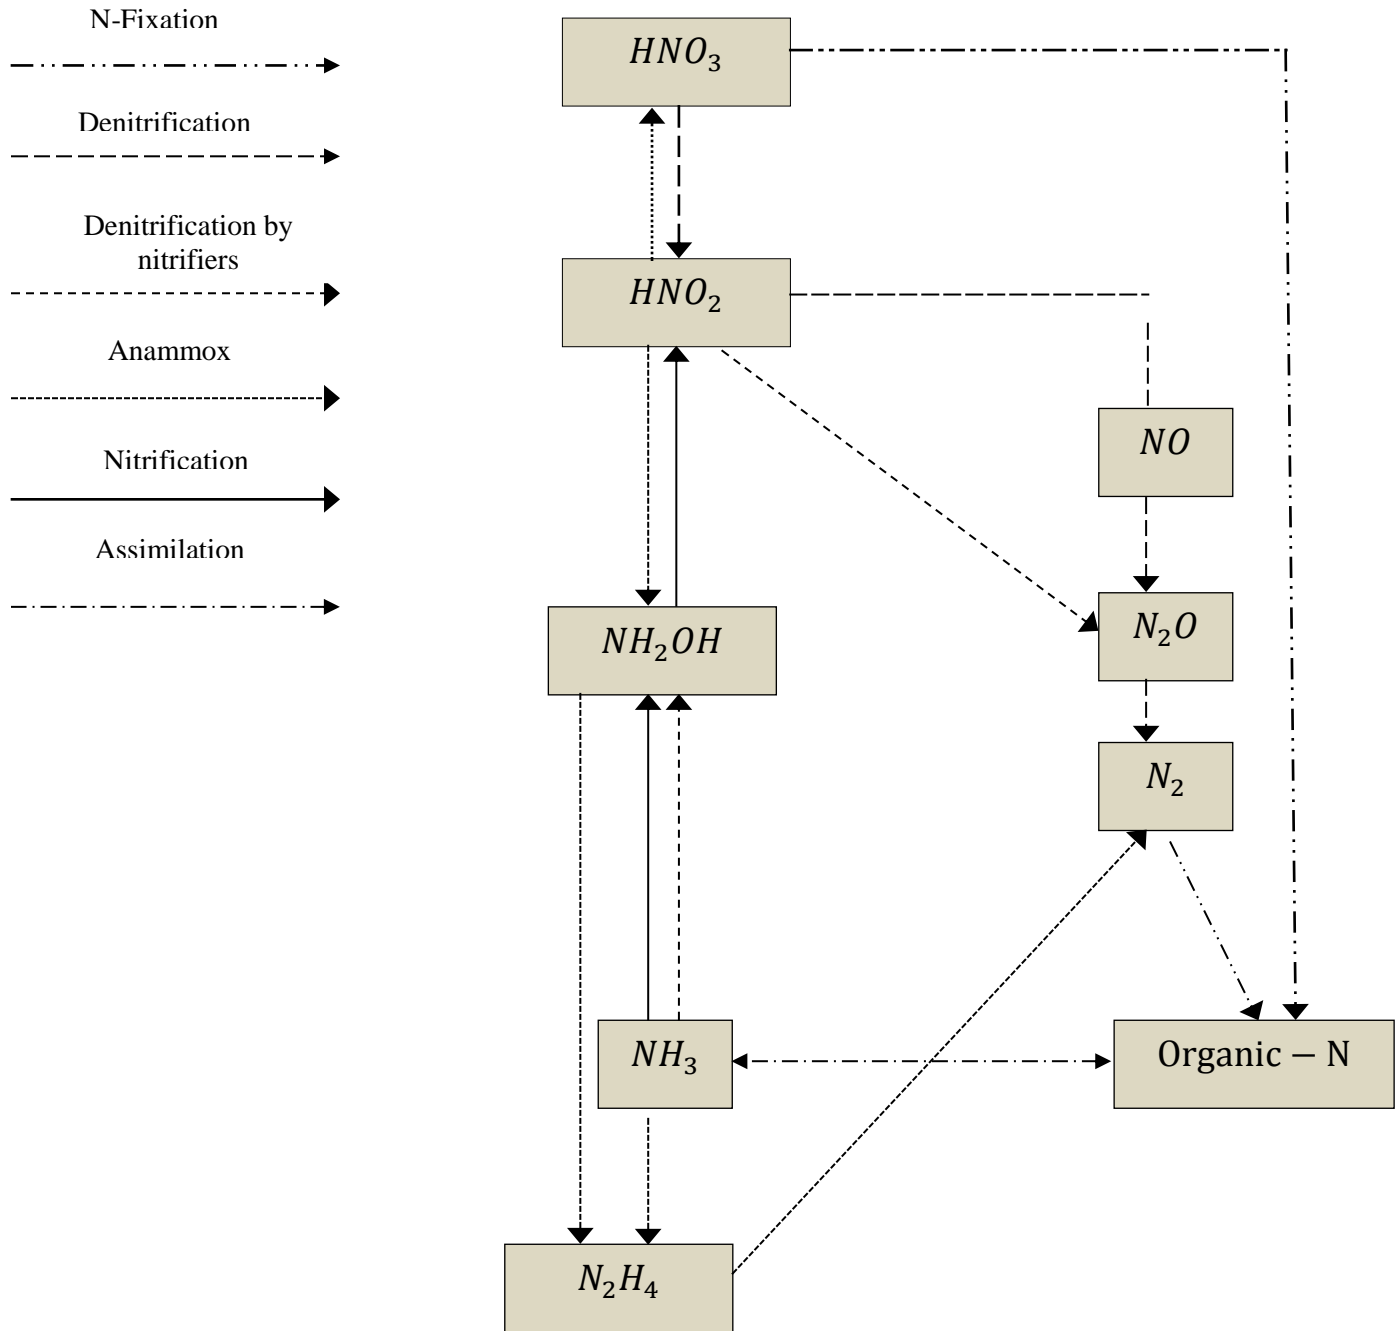 N-Fixation
Denitrification
Denitrification by
nitrifiers
Anammox
Nitrification
Assimilation
HNO₃
HNO₂
NO
NH₂OH
N₂O
N₂
NH₃
Organic − N
N₂H₄